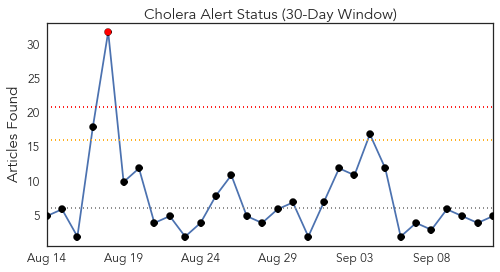 Cholera Alert Status (30-Day Window)
Articles Found
30
25
20
15
10
5
Aug 14 Aug 19 Aug 24 Aug 29 Sep 03 Sep 08